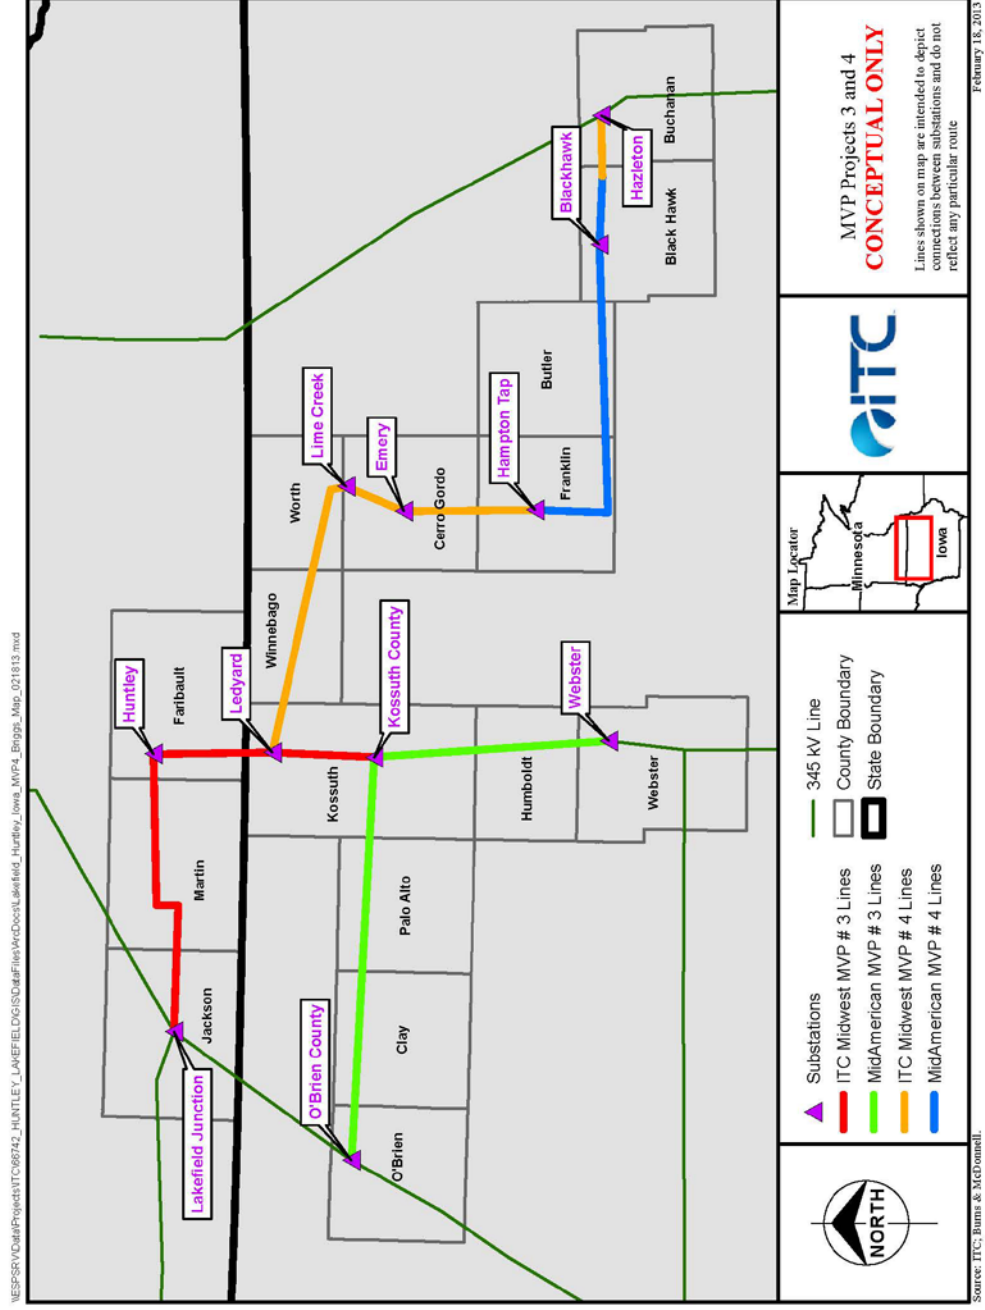 \\ESPSRV\Data\Projects\ITC\66742_HUNTLEY_LAKEFIELD\GIS\DataFiles\ArcDocs\Lakefield_Huntley_Iowa_MVP4_Briggs_Map_021813.mxd
Huntley
Faribault
Martin
Jackson
Lakefield Junction
Ledyard
Winnebago
Worth
Lime Creek
Emery
Cerro Gordo
Kossuth County
Kossuth
O'Brien County
O'Brien
Clay
Palo Alto
Humboldt
Webster
Webster
Hampton Tap
Franklin
Butler
Blackhawk
Black Hawk
Hazleton
Buchanan
NORTH
Substations
ITC Midwest MVP # 3 Lines
MidAmerican MVP # 3 Lines
ITC Midwest MVP # 4 Lines
MidAmerican MVP # 4 Lines
345 kV Line
County Boundary
State Boundary
Map Locator
Minnesota
Iowa
ITC
MVP Projects 3 and 4
CONCEPTUAL ONLY
Lines shown on map are intended to depict
connections between substations and do not
reflect any particular route
Source: ITC; Burns & McDonnell.
February 18, 2013